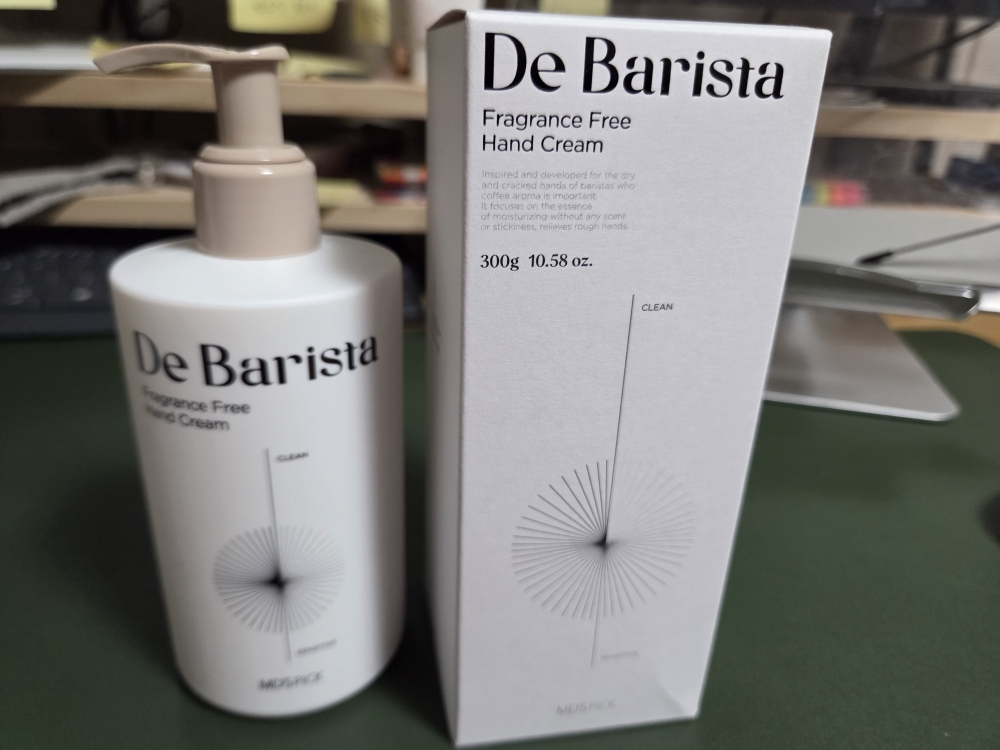 De Barista
Fragrance Free
Hand Cream
CLEAN
MDSPICK
De Barista
Fragrance Free
Hand Cream
Inspired and developed for the dry
and cracked hands of baristas who
coffee aroma is important.
It focuses on the essence
of moisturizing without any scent
or stickiness, relieves rough hands.
300g 10.58 oz.
CLEAN
MDSPICK